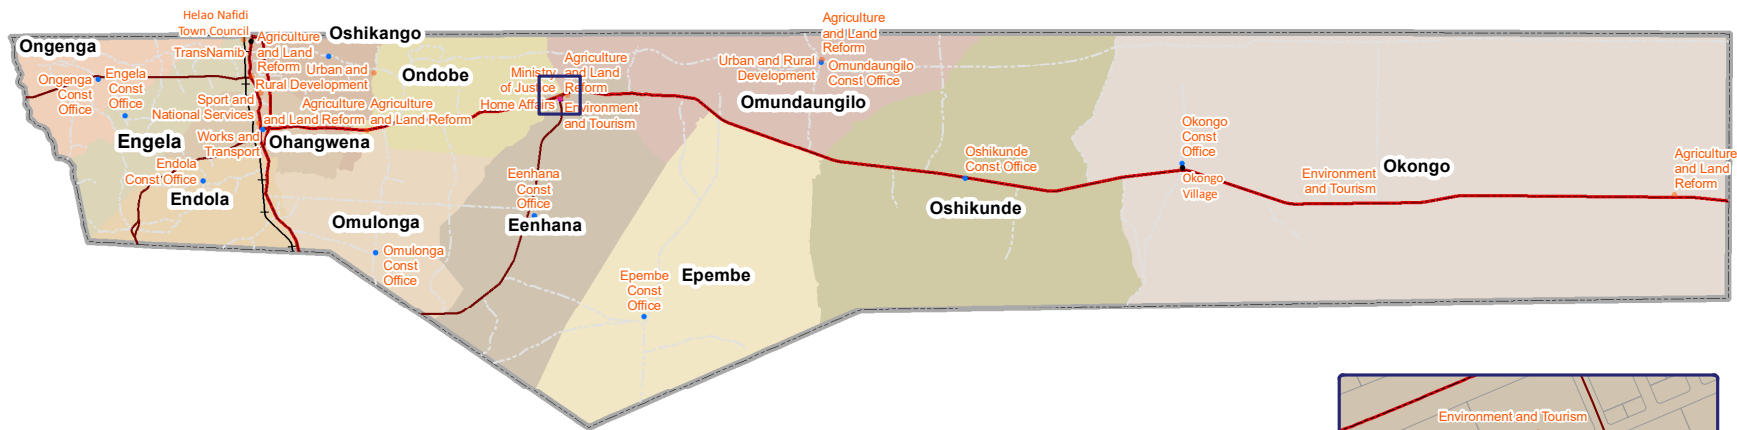 Helao Nafidi
Town Council
Ongenga
TransNamib
Agriculture
and Land
Reform
Oshikango
Agriculture
and Land
Reform
Ongenga
Const
Office
Engela
Const
Office
Urban and
Rural Development
Ondobe
Ministry
of Justice
Home Affairs
Agriculture
and Land
Reform
Environment
and Tourism
Urban and Rural
Development
Omundaungilo
Const Office
Omundaungilo
Sport and
National Services
Agriculture
and Land Reform
Agriculture
and Land Reform
Works and
Transport
Engela
Ohangwena
Endola
Const Office
Endola
Omulonga
Omulonga
Const
Office
Eenhana
Const
Office
Eenhana
Epembe
Epembe
Const
Office
Oshikunde
Const Office
Oshikunde
Okongo
Const
Office
Okongo
Village
Environment
and Tourism
Okongo
Agriculture
and Land
Reform
Environment and Tourism